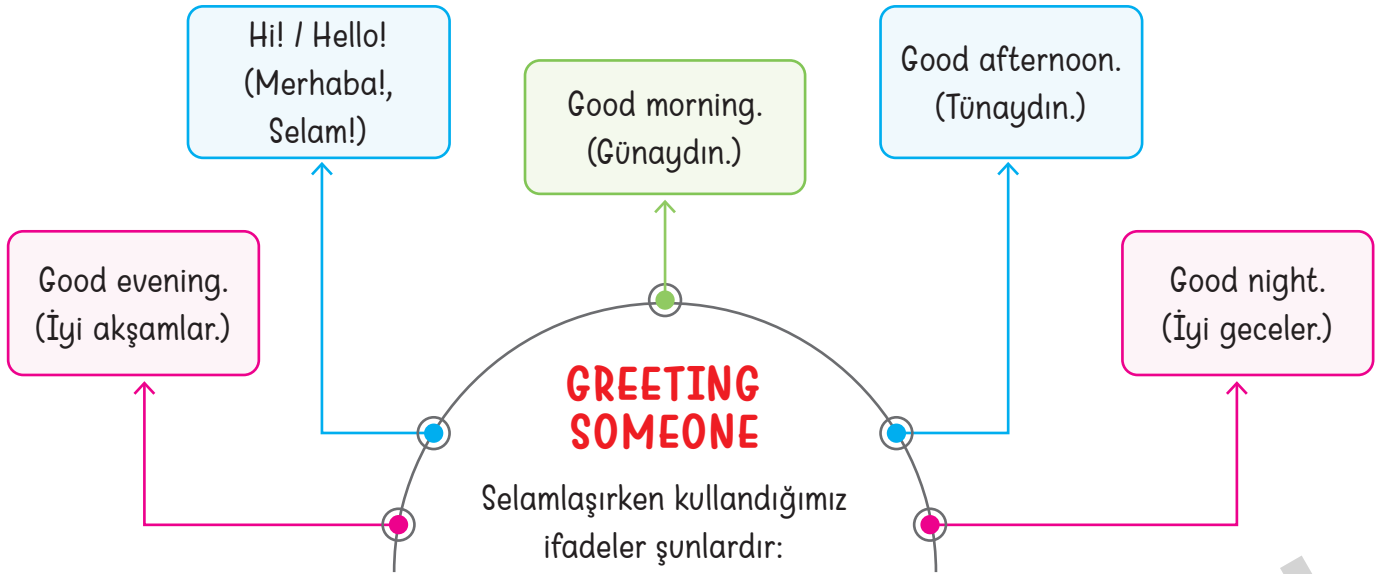 Hi! / Hello!
(Merhaba!,
Selam!)
Good morning.
(Günaydın.)
Good afternoon.
(Tünaydın.)
Good evening.
(İyi akşamlar.)
Good night.
(İyi geceler.)
GREETING
SOMEONE
Selamlaşırken kullandığımız
ifadeler şunlardır: